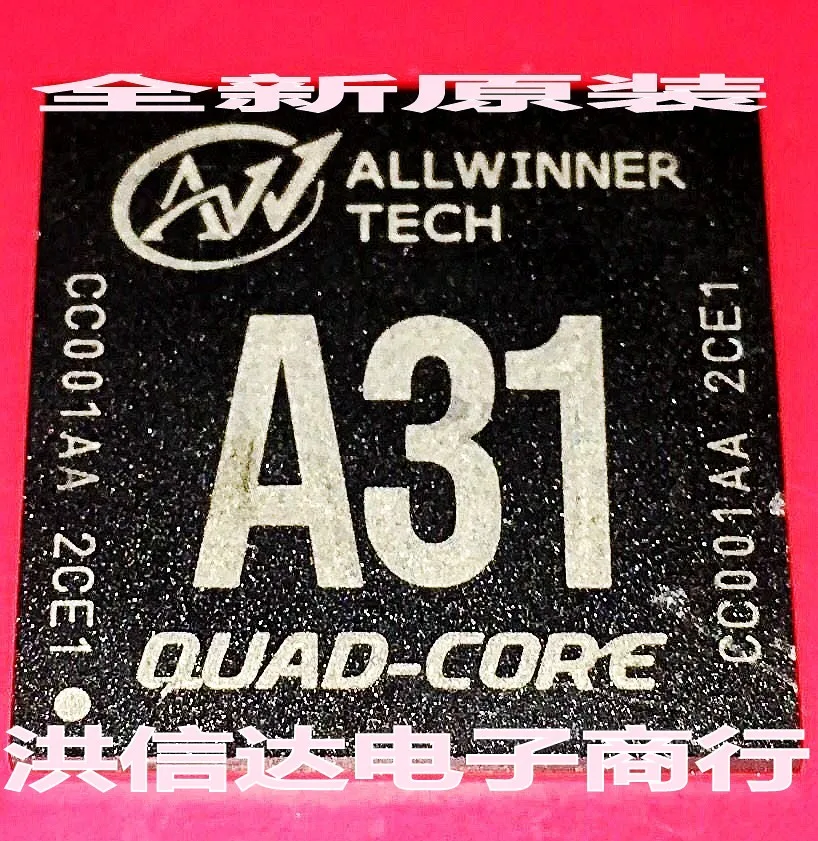 全新原装
AW ALLWINNER
TECH
CC001AA 2CE1
A31
CC001AA 2CE1
QUAD-CORE
洪信达电子商行